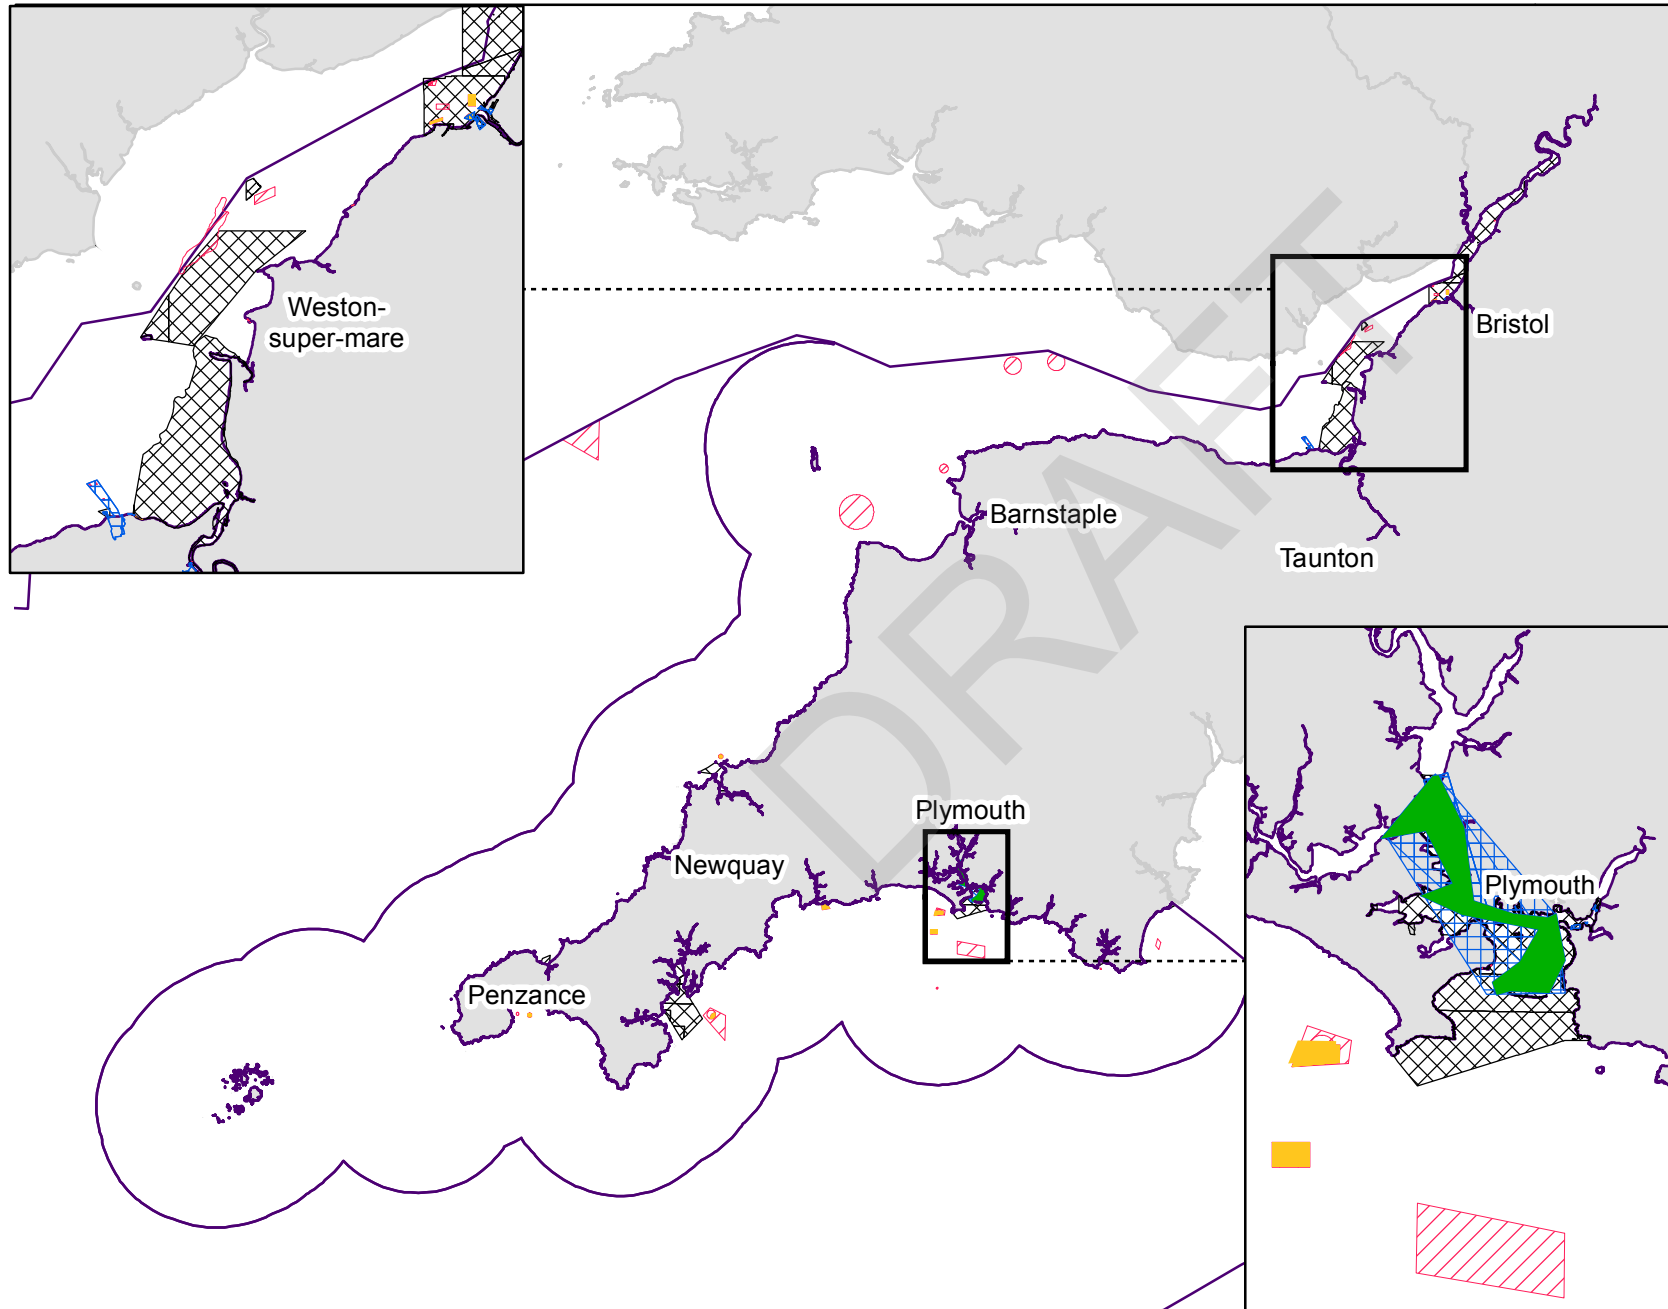 Weston-
super-mare
Bristol
Barnstaple
Taunton
Plymouth
Newquay
Plymouth
Penzance
DRAFT